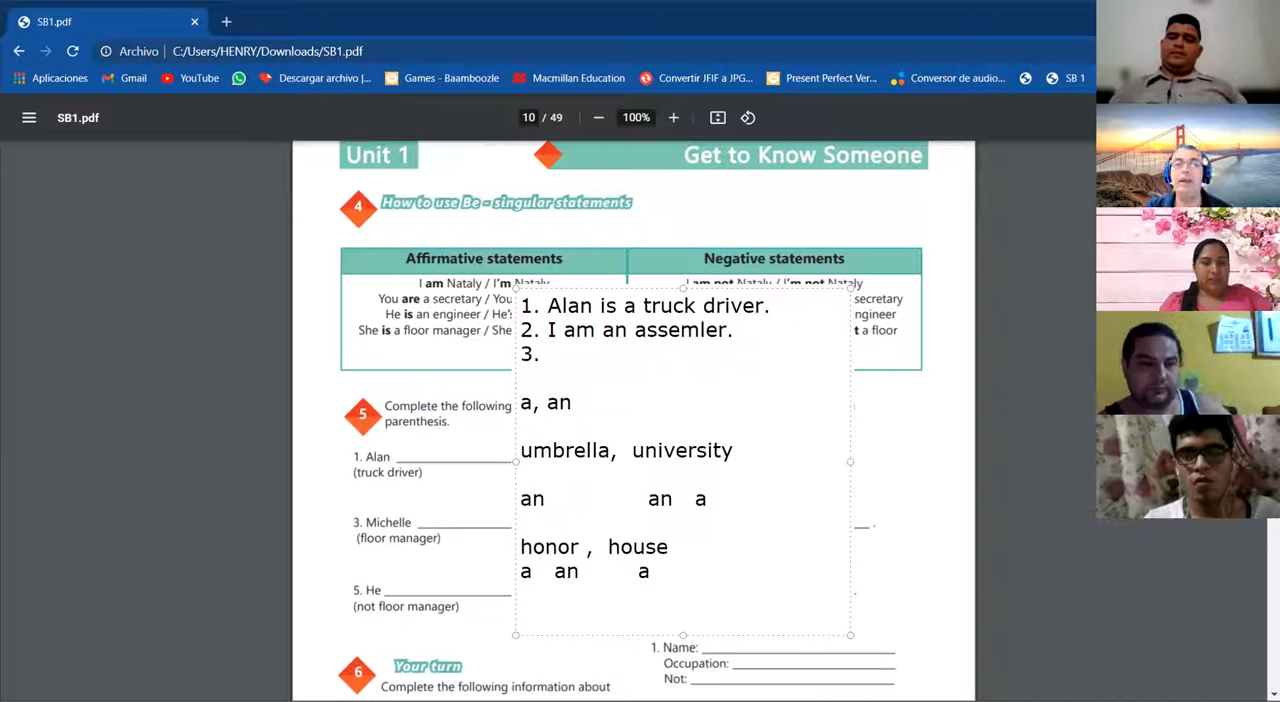 SB1.pdf
Archivo C:/Users/HENRY/Downloads/SB1.pdf
Aplicaciones Gmail YouTube Descargar archivo |... Games - Baamboozle Macmillan Education Convertir JFIF a JPG... Present Perfect Ver... Conversor de audio... SB 1
SB1.pdf 10 / 49 100%
Unit 1 Get to Know Someone
4 How to use Be - singular statements
Affirmative statements Negative statements
I am Nataly / I'm Nataly I am not Nataly / I'm not Nataly
You are a secretary / You secretary
He is an engineer / He's ngineer
She is a floor manager / She t a floor
1. Alan is a truck driver.
2. I am an assemler.
3.
a, an
umbrella, university
an an a
honor , house
a an a
5 Complete the following
parenthesis.
1. Alan
(truck driver)
3. Michelle
(floor manager)
5. He
(not floor manager)
6 Your turn
Complete the following information about
1. Name:
Occupation:
Not: